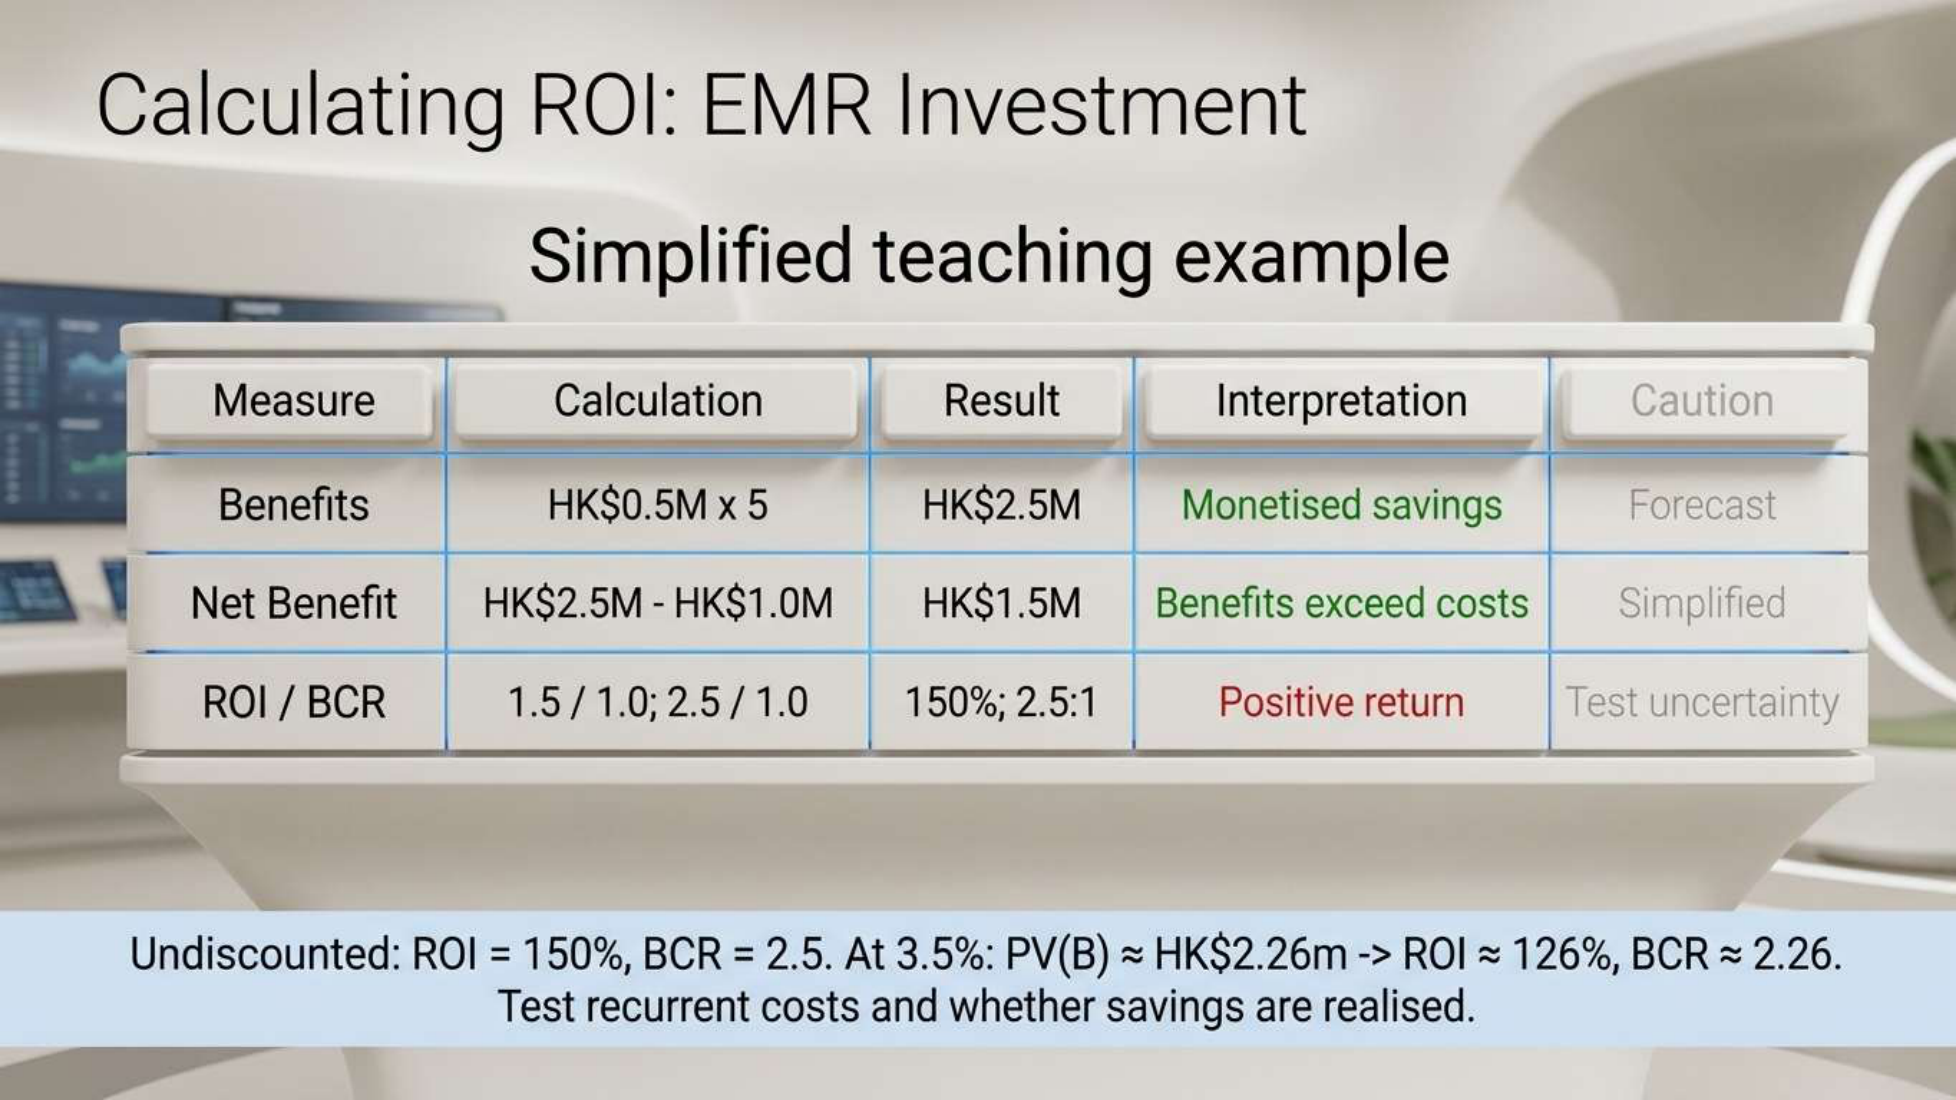 Calculating ROI: EMR Investment
Simplified teaching example
Measure Calculation Result Interpretation Caution
Benefits HK$0.5M x 5 HK$2.5M Monetised savings Forecast
Net Benefit HK$2.5M - HK$1.0M HK$1.5M Benefits exceed costs Simplified
ROI / BCR 1.5 / 1.0; 2.5 / 1.0 150%; 2.5:1 Positive return Test uncertainty
Undiscounted: ROI = 150%, BCR = 2.5. At 3.5%: PV(B) ≈ HK$2.26m -> ROI ≈ 126%, BCR ≈ 2.26.
Test recurrent costs and whether savings are realised.